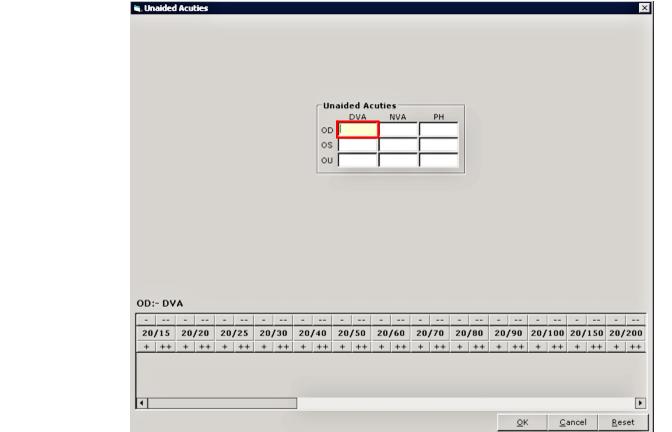 Unaided Acuties
Unaided Acuties
DVA NVA PH
OD
OS
OU
OD:- DVA
- -- - -- - -- - -- - -- - -- - -- - -- - -- - -- - -- - -- - --
20/15 20/20 20/25 20/30 20/40 20/50 20/60 20/70 20/80 20/90 20/100 20/150 20/200
+ ++ + ++ + ++ + ++ + ++ + ++ + ++ + ++ + ++ + ++ + ++ + ++ + ++
OK Cancel Reset